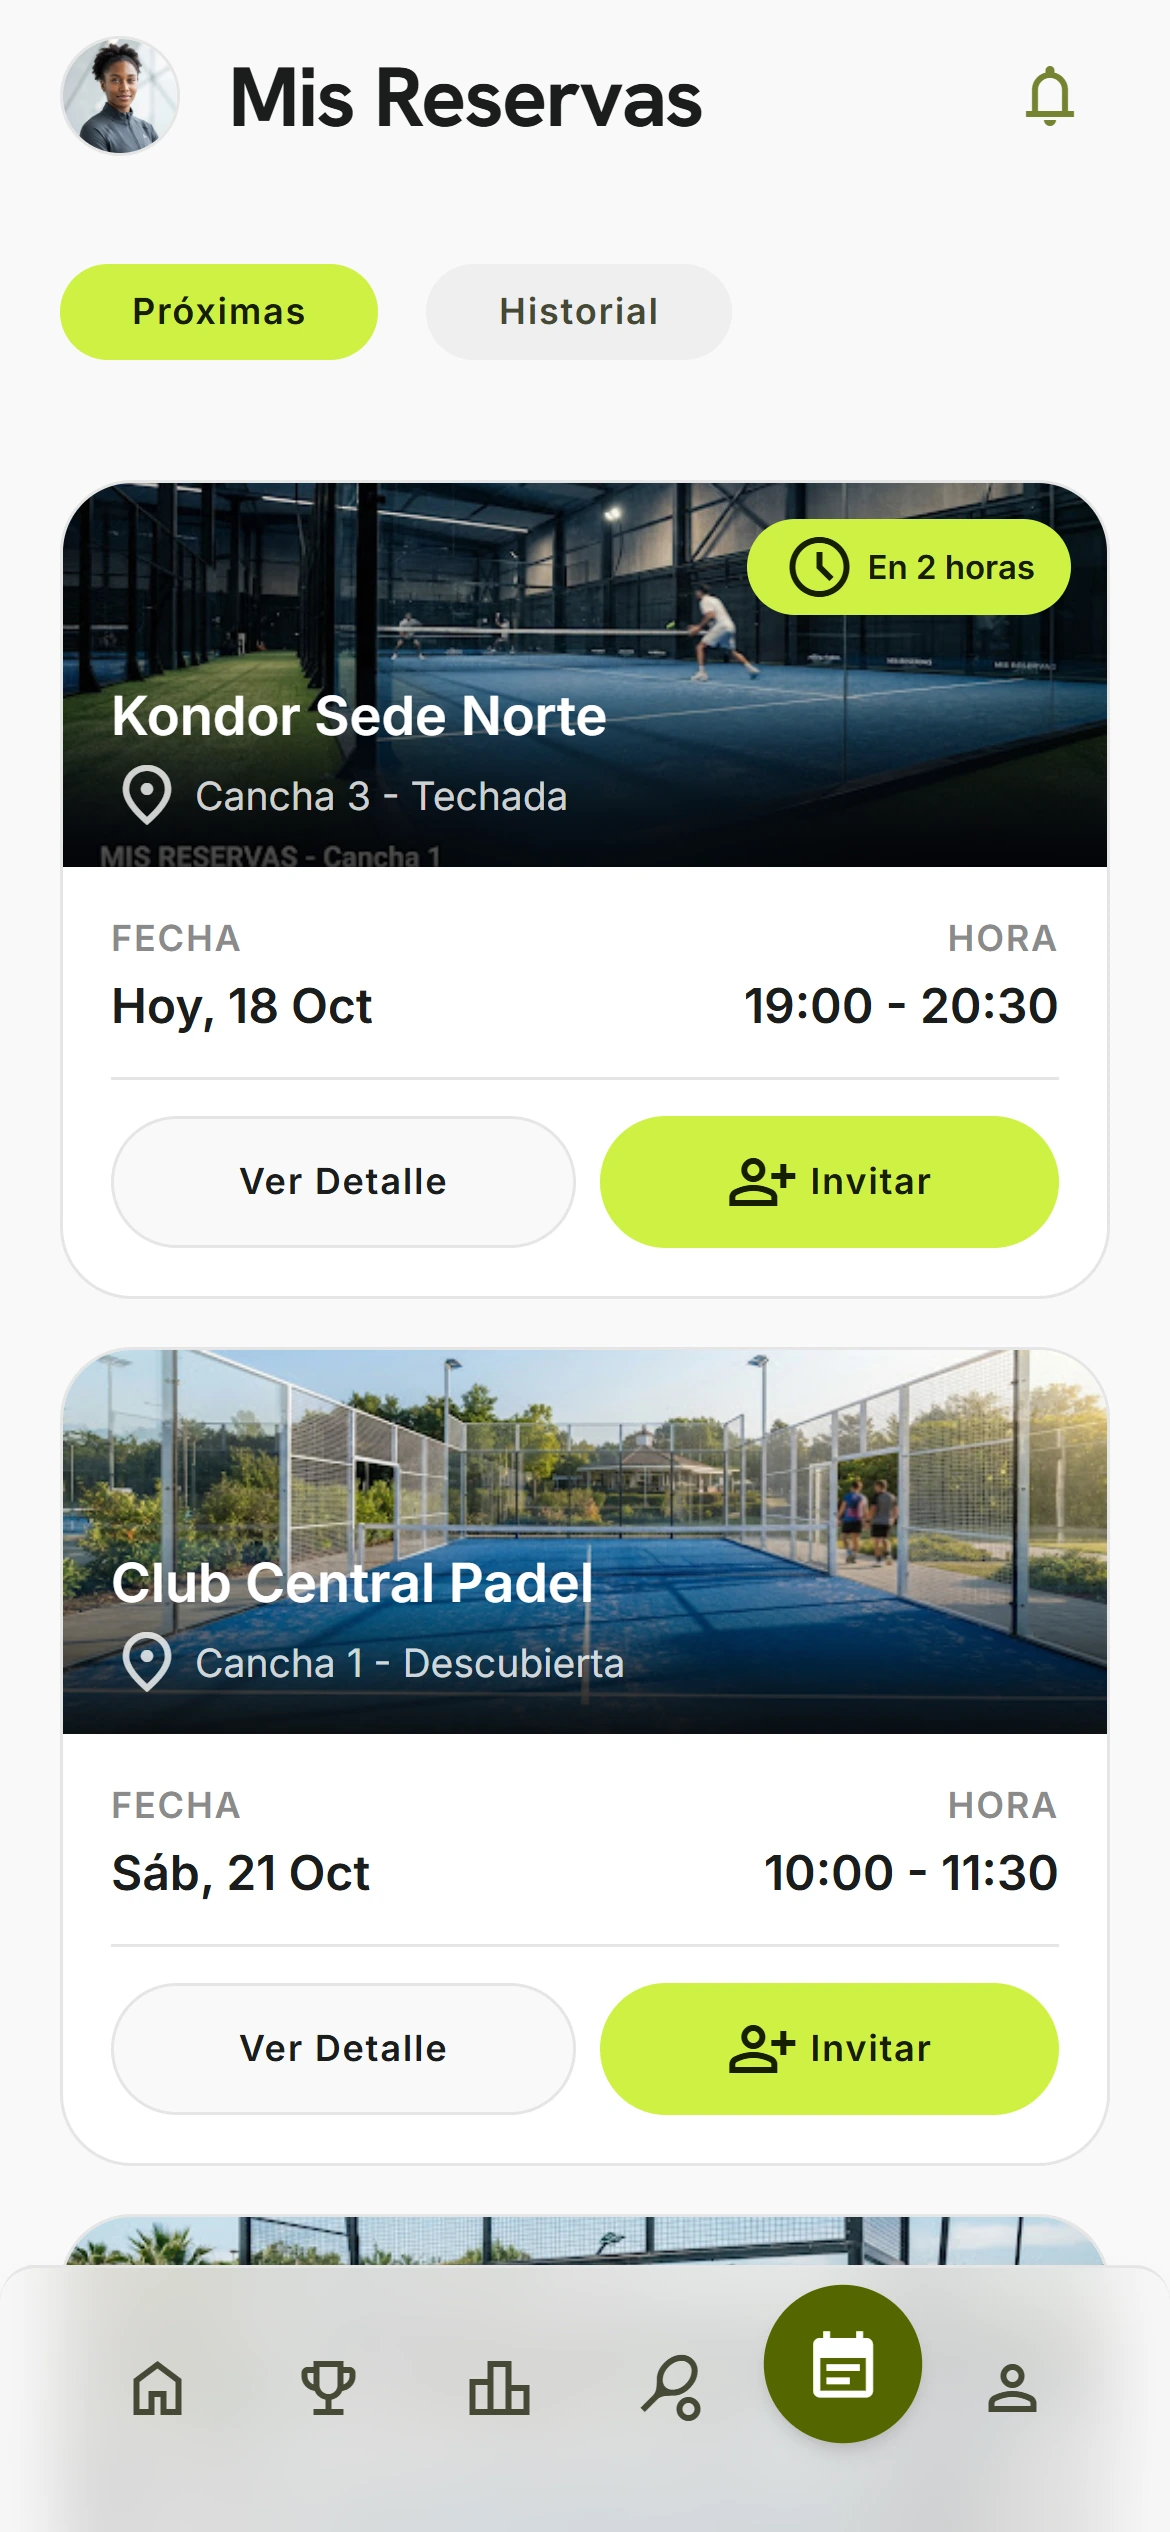 Mis Reservas
Próximas
Historial
En 2 horas
Kondor Sede Norte
Cancha 3 - Techada
MIS RESERVAS - Cancha 1
FECHA
HORA
Hoy, 18 Oct
19:00 - 20:30
Ver Detalle
Invitar
Club Central Padel
Cancha 1 - Descubierta
FECHA
HORA
Sáb, 21 Oct
10:00 - 11:30
Ver Detalle
Invitar